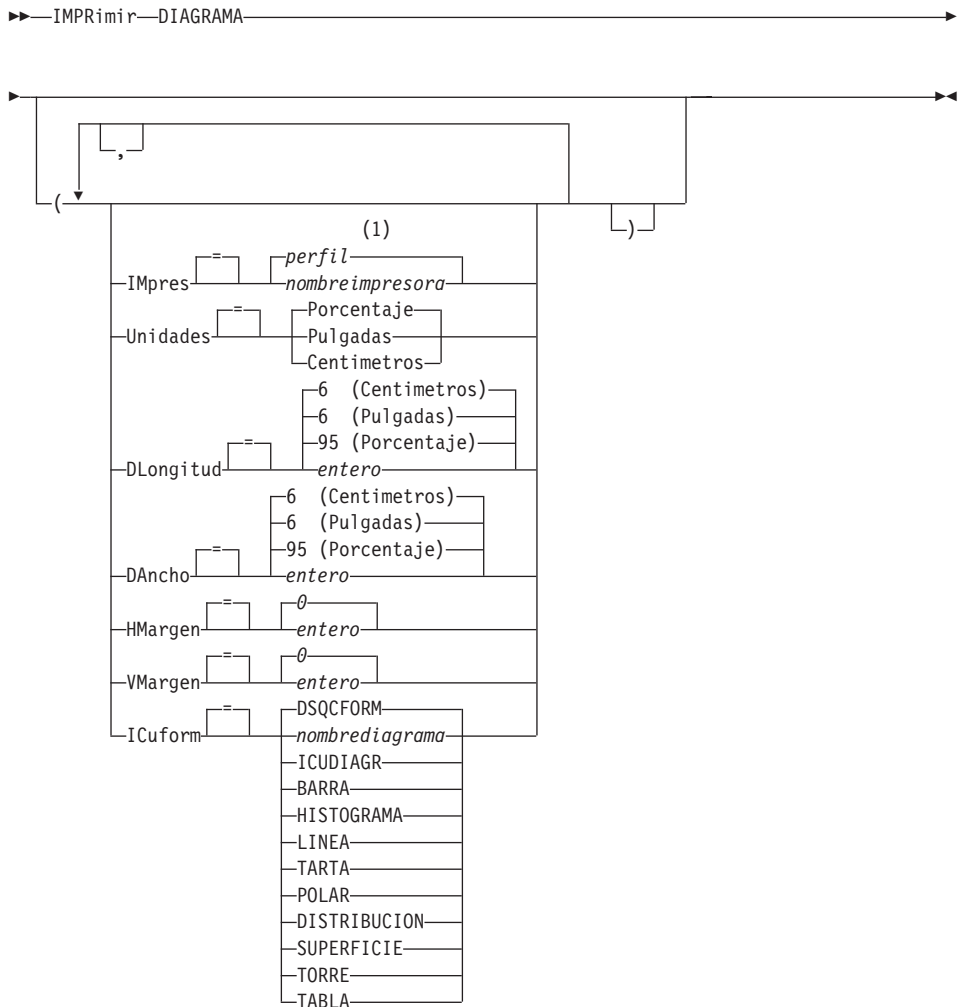 IMPRimir DIAGRAMA
,
(
)
(1)
IMpres = perfil
nombreimpresora
Unidades = Porcentaje
Pulgadas
Centimetros
DLongitud = 6 (Centimetros)
6 (Pulgadas)
95 (Porcentaje)
entero
DAncho = 6 (Centimetros)
6 (Pulgadas)
95 (Porcentaje)
entero
HMargen = 0
entero
VMargen = 0
entero
ICuform = DSQCFORM
nombrediagrama
ICUDIAGR
BARRA
HISTOGRAMA
LINEA
TARTA
POLAR
DISTRIBUCION
SUPERFICIE
TORRE
TABLA